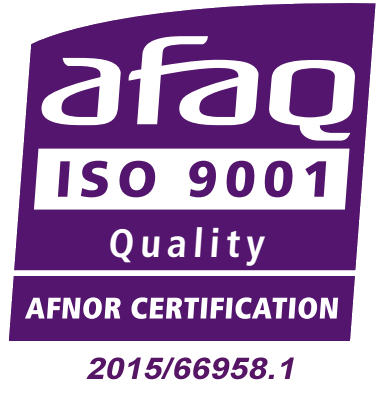 afaq
ISO 9001
Quality
AFNOR CERTIFICATION
2015/66958.1